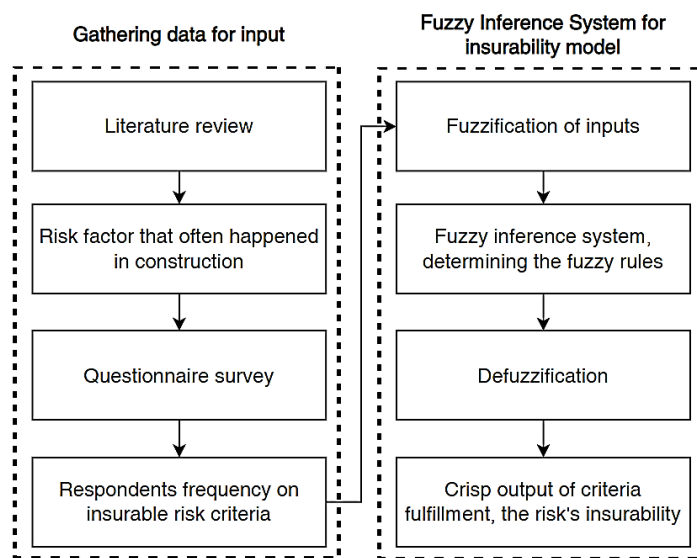 Gathering data for input
Literature review
Risk factor that often happened
in construction
Questionnaire survey
Respondents frequency on
insurable risk criteria
Fuzzy Inference System for
insurability model
Fuzzification of inputs
Fuzzy inference system,
determining the fuzzy rules
Defuzzification
Crisp output of criteria
fulfillment, the risk's insurability